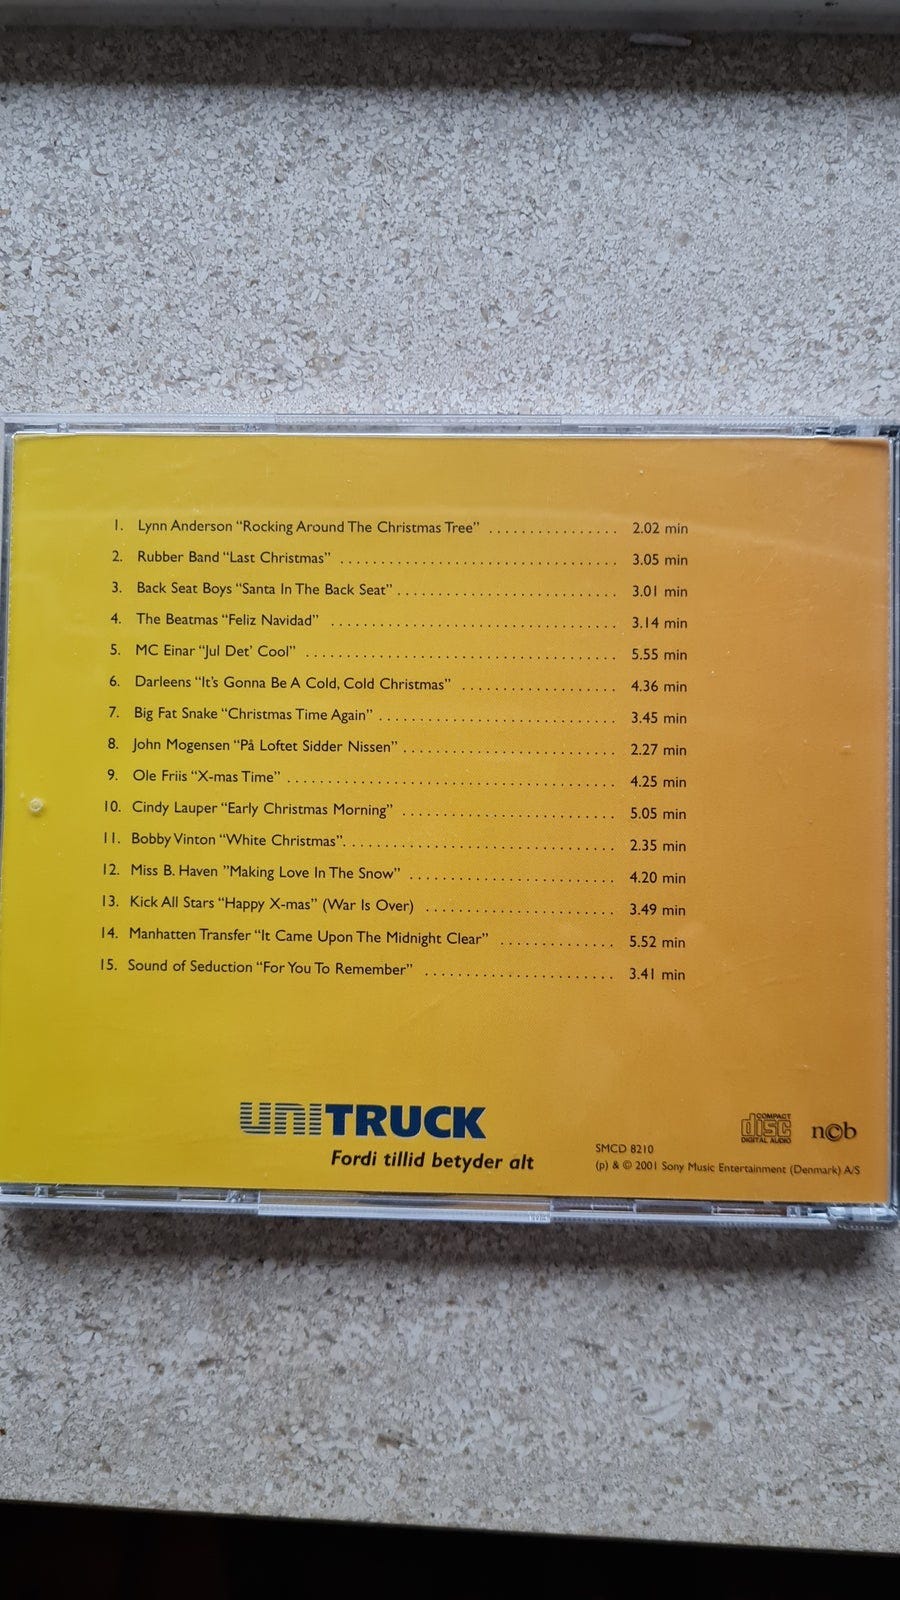 1. Lynn Anderson “Rocking Around The Christmas Tree” ................ 2.02 min
2. Rubber Band “Last Christmas” ................................... 3.05 min
3. Back Seat Boys “Santa In The Back Seat” ........................... 3.01 min
4. The Beatmas “Feliz Navidad” .................................... 3.14 min
5. MC Einar “Jul Det’ Cool” ....................................... 5.55 min
6. Darleens “It’s Gonna Be A Cold, Cold Christmas” ................... 4.36 min
7. Big Fat Snake “Christmas Time Again” .............................. 3.45 min
8. John Mogensen “På Loftet Sidder Nissen” ........................... 2.27 min
9. Ole Friis “X-mas Time” ......................................... 4.25 min
10. Cindy Lauper “Early Christmas Morning” ........................... 5.05 min
11. Bobby Vinton “White Christmas”. .................................. 2.35 min
12. Miss B. Haven ”Making Love In The Snow” .......................... 4.20 min
13. Kick All Stars “Happy X-mas” (War Is Over) ........................ 3.49 min
14. Manhatten Transfer “It Came Upon The Midnight Clear” .............. 5.52 min
15. Sound of Seduction “For You To Remember” ........................ 3.41 min
UNITRUCK
Fordi tillid betyder alt
SMCD 8210
(p) & © 2001 Sony Music Entertainment (Denmark) A/S
COMPACT
disc
DIGITAL AUDIO
n©b